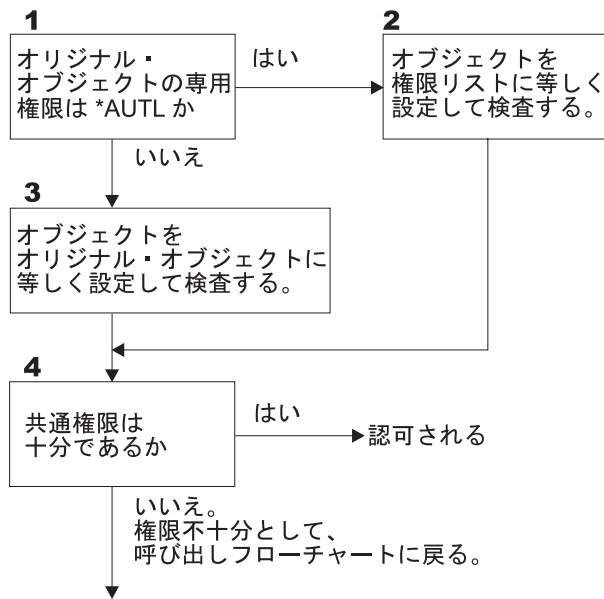 1
オリジナル・
オブジェクトの専用
権限は *AUTL か
はい
2
オブジェクトを
権限リストに等しく
設定して検査する。
いいえ
3
オブジェクトを
オリジナル・オブジェクトに
等しく設定して検査する。
4
共通権限は
十分であるか
はい
認可される
いいえ。
権限不十分として、
呼び出しフローチャートに戻る。